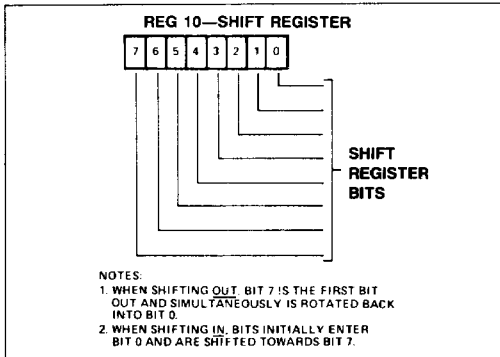 REG 10—SHIFT REGISTER
7 6 5 4 3 2 1 0
SHIFT
REGISTER
BITS
NOTES:
1. WHEN SHIFTING OUT, BIT 7 IS THE FIRST BIT
OUT AND SIMULTANEOUSLY IS ROTATED BACK
INTO BIT 0.
2. WHEN SHIFTING IN, BITS INITIALLY ENTER
BIT 0 AND ARE SHIFTED TOWARDS BIT 7.